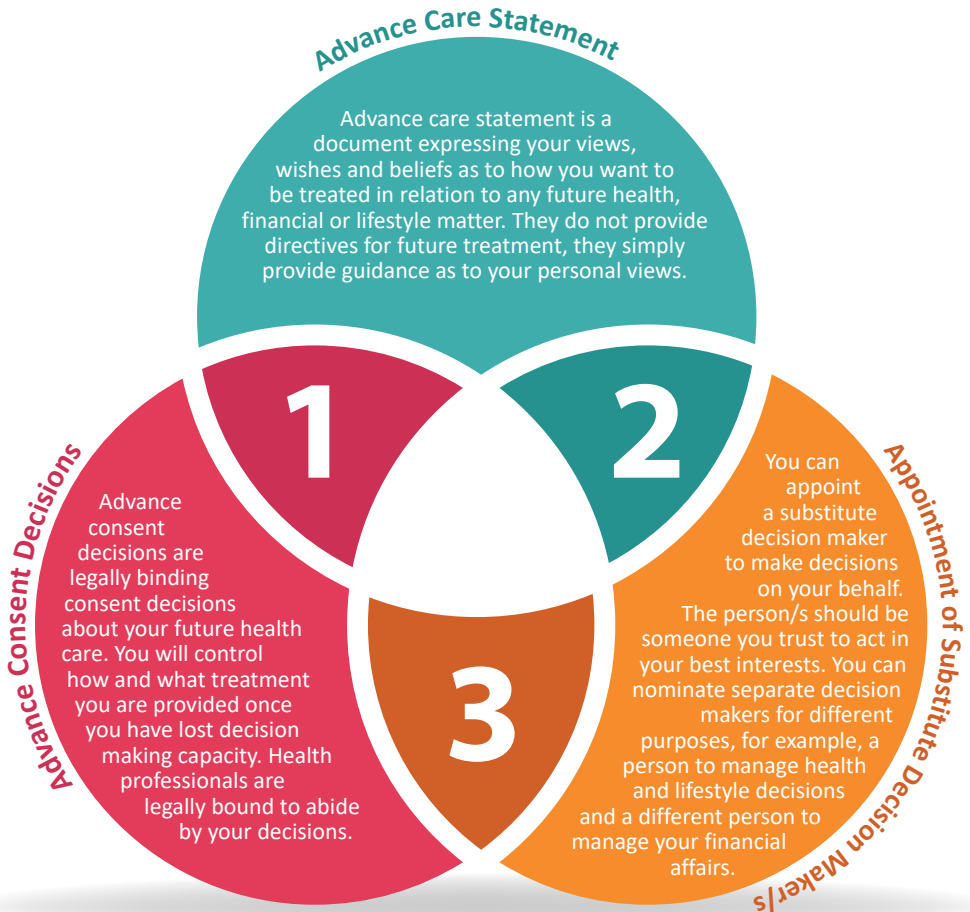 Advance Care Statement
Advance care statement is a
document expressing your views,
wishes and beliefs as to how you want to
be treated in relation to any future health,
financial or lifestyle matter. They do not provide
directives for future treatment, they simply
provide guidance as to your personal views.
1
2
3
Advance Consent Decisions
Advance
consent
decisions are
legally binding
consent decisions
about your future health
care. You will control
how and what treatment
you are provided once
you have lost decision
making capacity. Health
professionals are
legally bound to abide
by your decisions.
Appointment of Substitute Decision Maker/s
You can
appoint
a substitute
decision maker
to make decisions
on your behalf.
The person/s should be
someone you trust to act in
your best interests. You can
nominate separate decision
makers for different
purposes, for example, a
person to manage health
and lifestyle decisions
and a different person to
manage your financial
affairs.